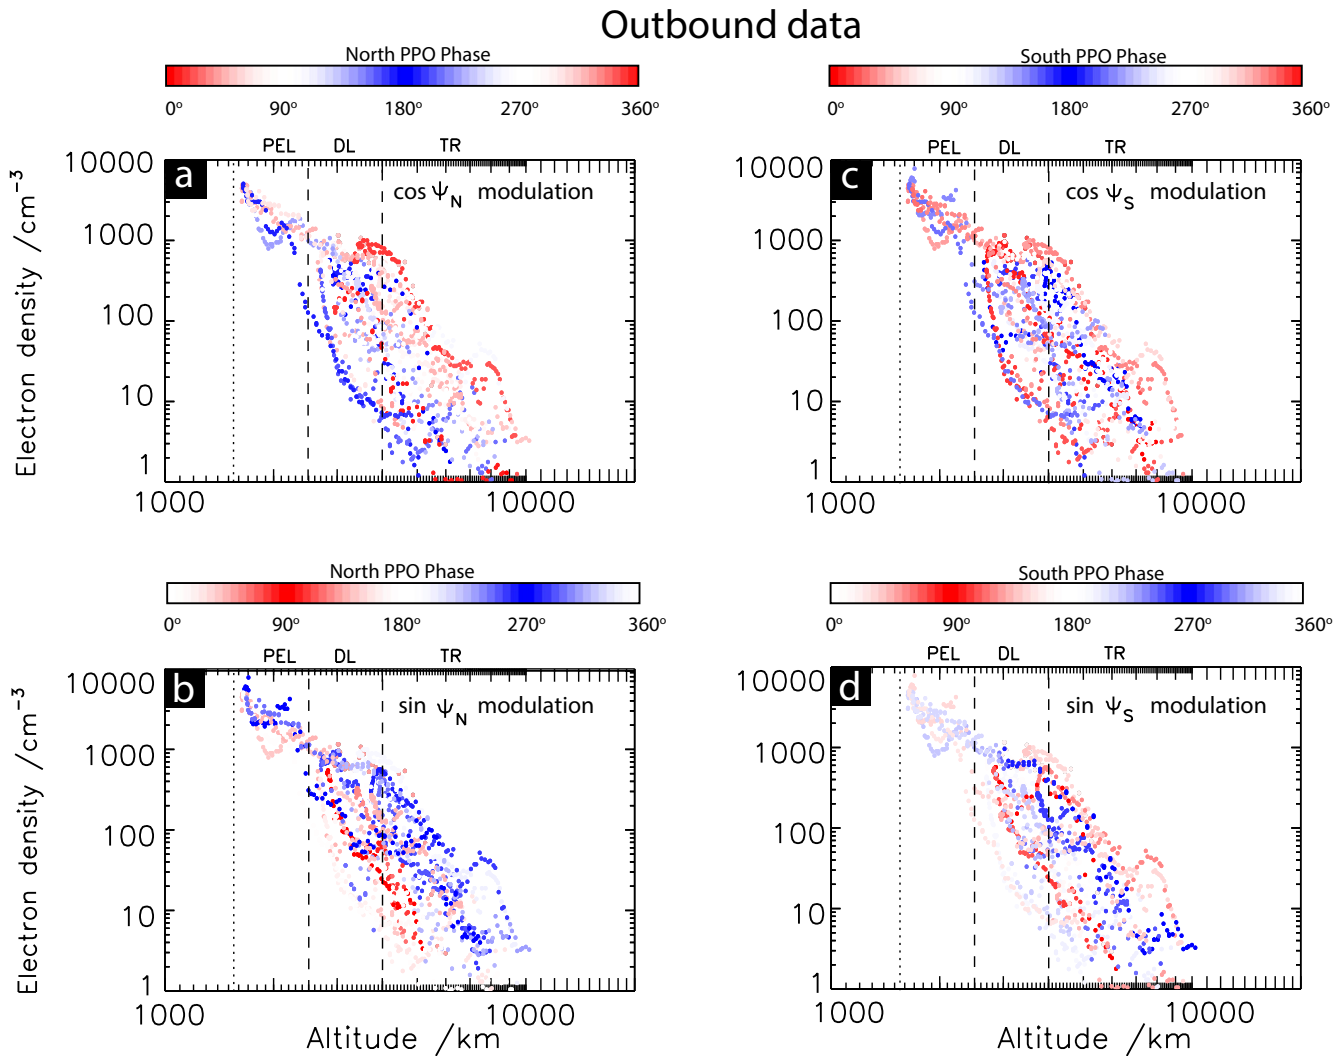 Outbound data
North PPO Phase
0° 90° 180° 270° 360°
PEL DL TR
a
cos ψN modulation
Electron density /cm⁻³
10000
1000
100
10
1
1000 10000
South PPO Phase
0° 90° 180° 270° 360°
PEL DL TR
c
cos ψS modulation
10000
1000
100
10
1
1000 10000
North PPO Phase
0° 90° 180° 270° 360°
PEL DL TR
b
sin ψN modulation
Electron density /cm⁻³
10000
1000
100
10
1
1000 10000
Altitude /km
South PPO Phase
0° 90° 180° 270° 360°
PEL DL TR
d
sin ψS modulation
10000
1000
100
10
1
1000 10000
Altitude /km